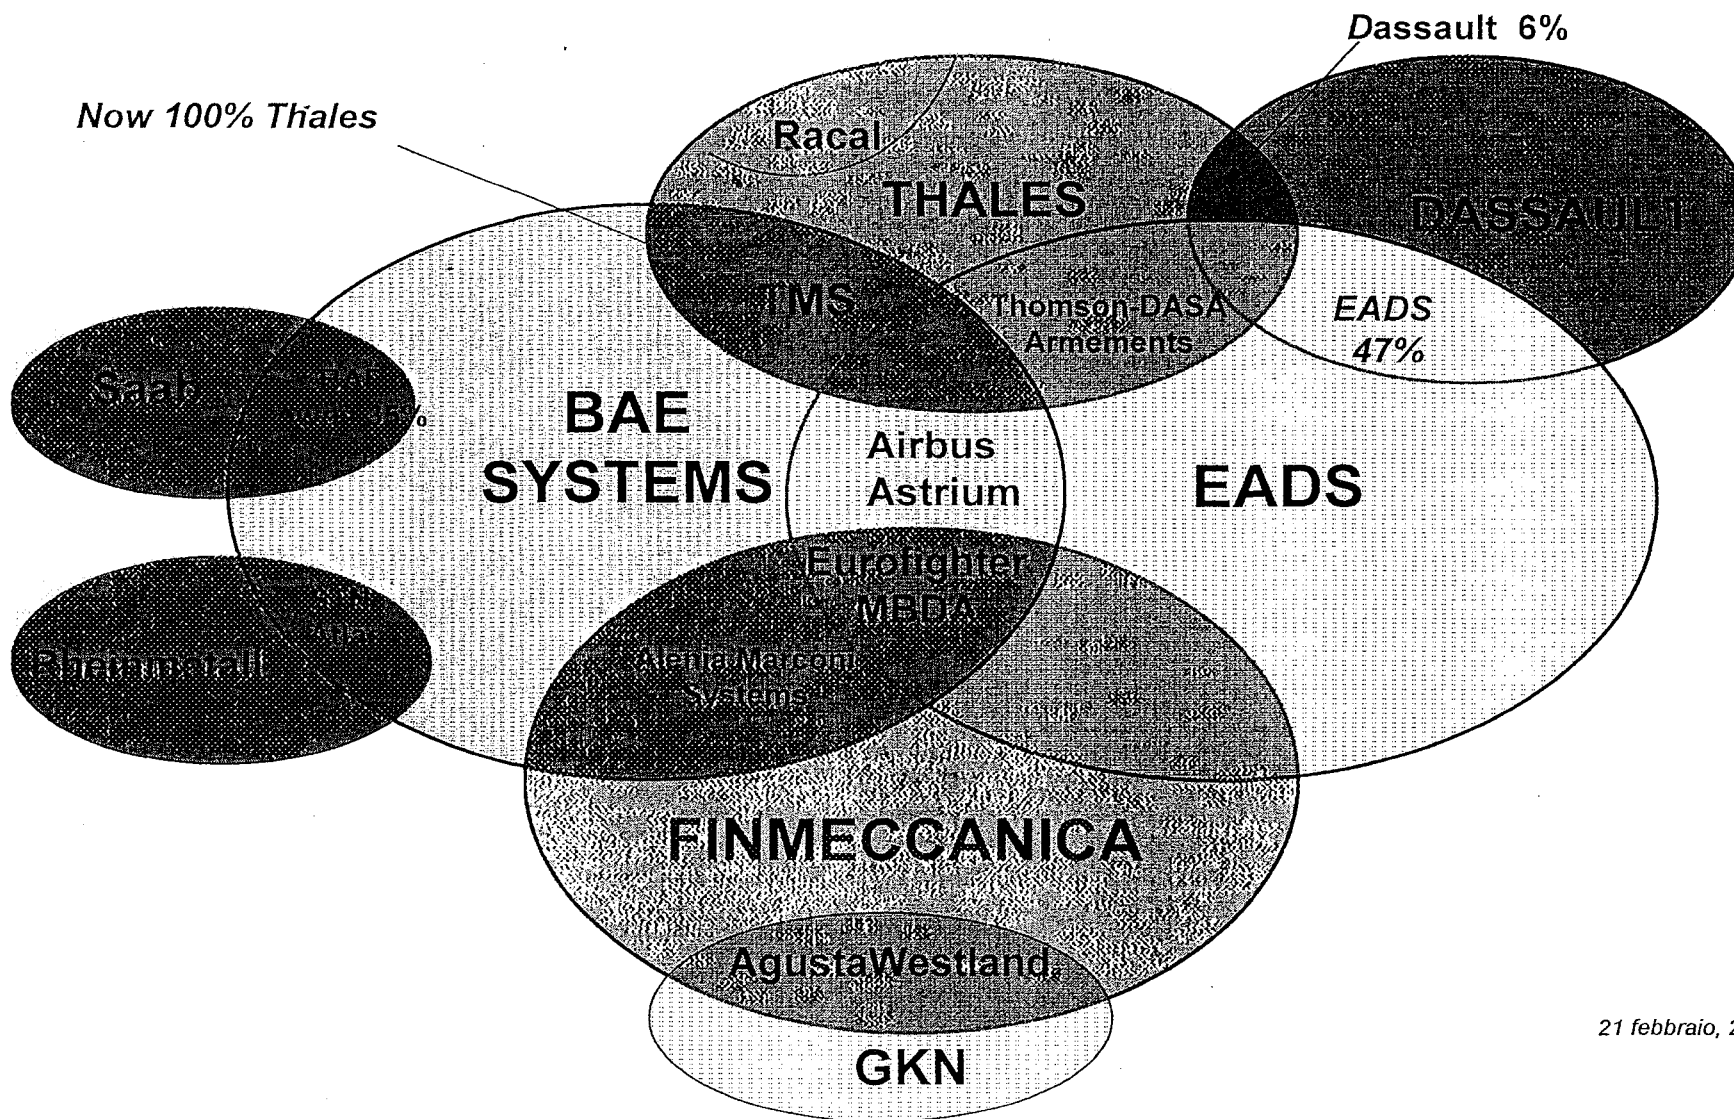 Dassault 6%
Now 100% Thales
Racal
THALES
DASSAULT
TMS
Thomson-DASA
Armements
EADS
47%
Saab
BAE
SYSTEMS
Airbus
Astrium
EADS
Eurofighter
MBDA
Rheinmetall
Alenia Marconi
Systems
FINMECCANICA
AgustaWestland
GKN
21 febbraio, 2